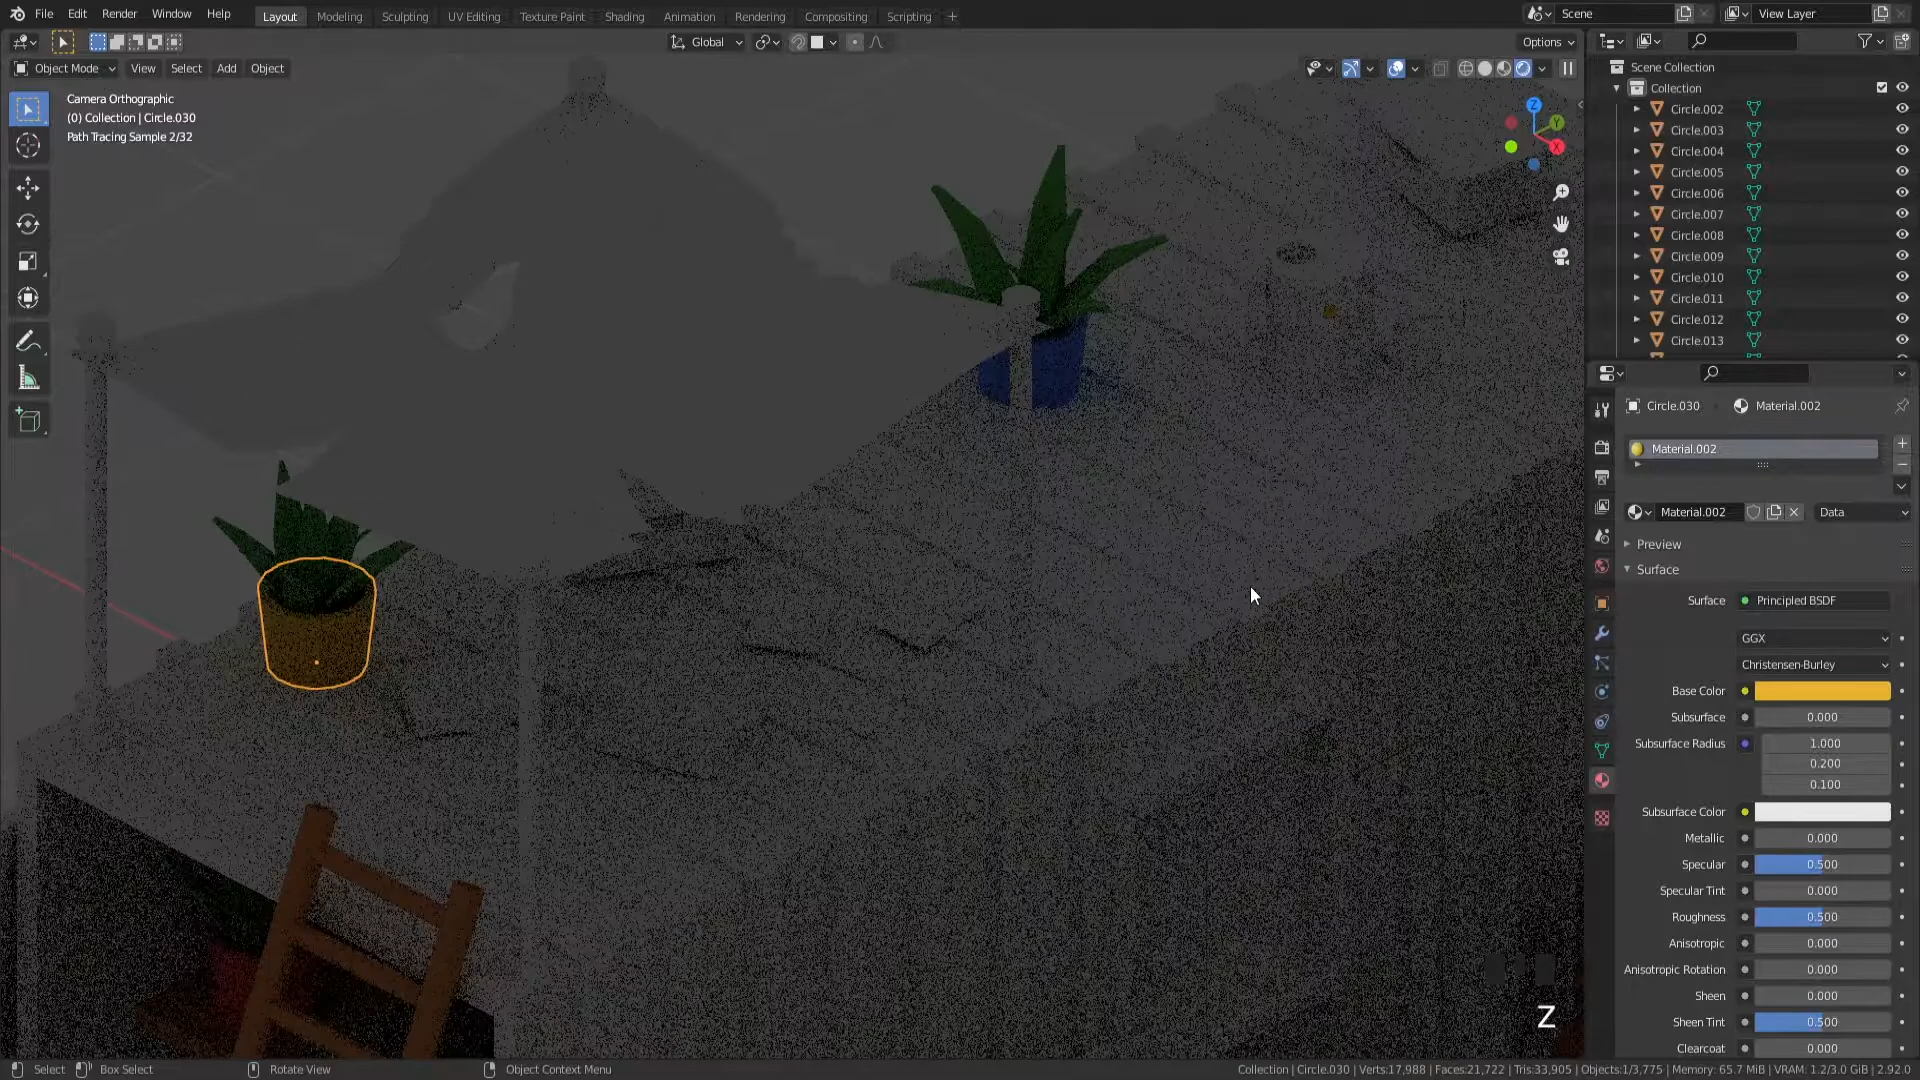 File Edit Render Window Help
Layout Modeling Sculpting UV Editing Texture Paint Shading Animation Rendering Compositing Scripting +
Scene
View Layer
Global
Options
Object Mode View Select Add Object
Camera Orthographic
(0) Collection | Circle.030
Path Tracing Sample 2/32
Z
Y
X
Scene Collection
Collection
Circle.002
Circle.003
Circle.004
Circle.005
Circle.006
Circle.007
Circle.008
Circle.009
Circle.010
Circle.011
Circle.012
Circle.013
Circle.030 Material.002
Material.002
Material.002 Data
Preview
Surface
Surface Principled BSDF
GGX
Christensen-Burley
Base Color
Subsurface 0.000
Subsurface Radius 1.000
0.200
0.100
Subsurface Color
Metallic 0.000
Specular 0.500
Specular Tint 0.000
Roughness 0.500
Anisotropic 0.000
Anisotropic Rotation 0.000
Sheen 0.000
Sheen Tint 0.500
Clearcoat 0.000
Z
Select Box Select Rotate View Object Context Menu
Collection | Circle.030 | Verts:17,988 | Faces:21,722 | Tris:33,905 | Objects:1/3,775 | Memory: 65.7 MiB | VRAM: 1.2/3.0 GiB | 2.92.0